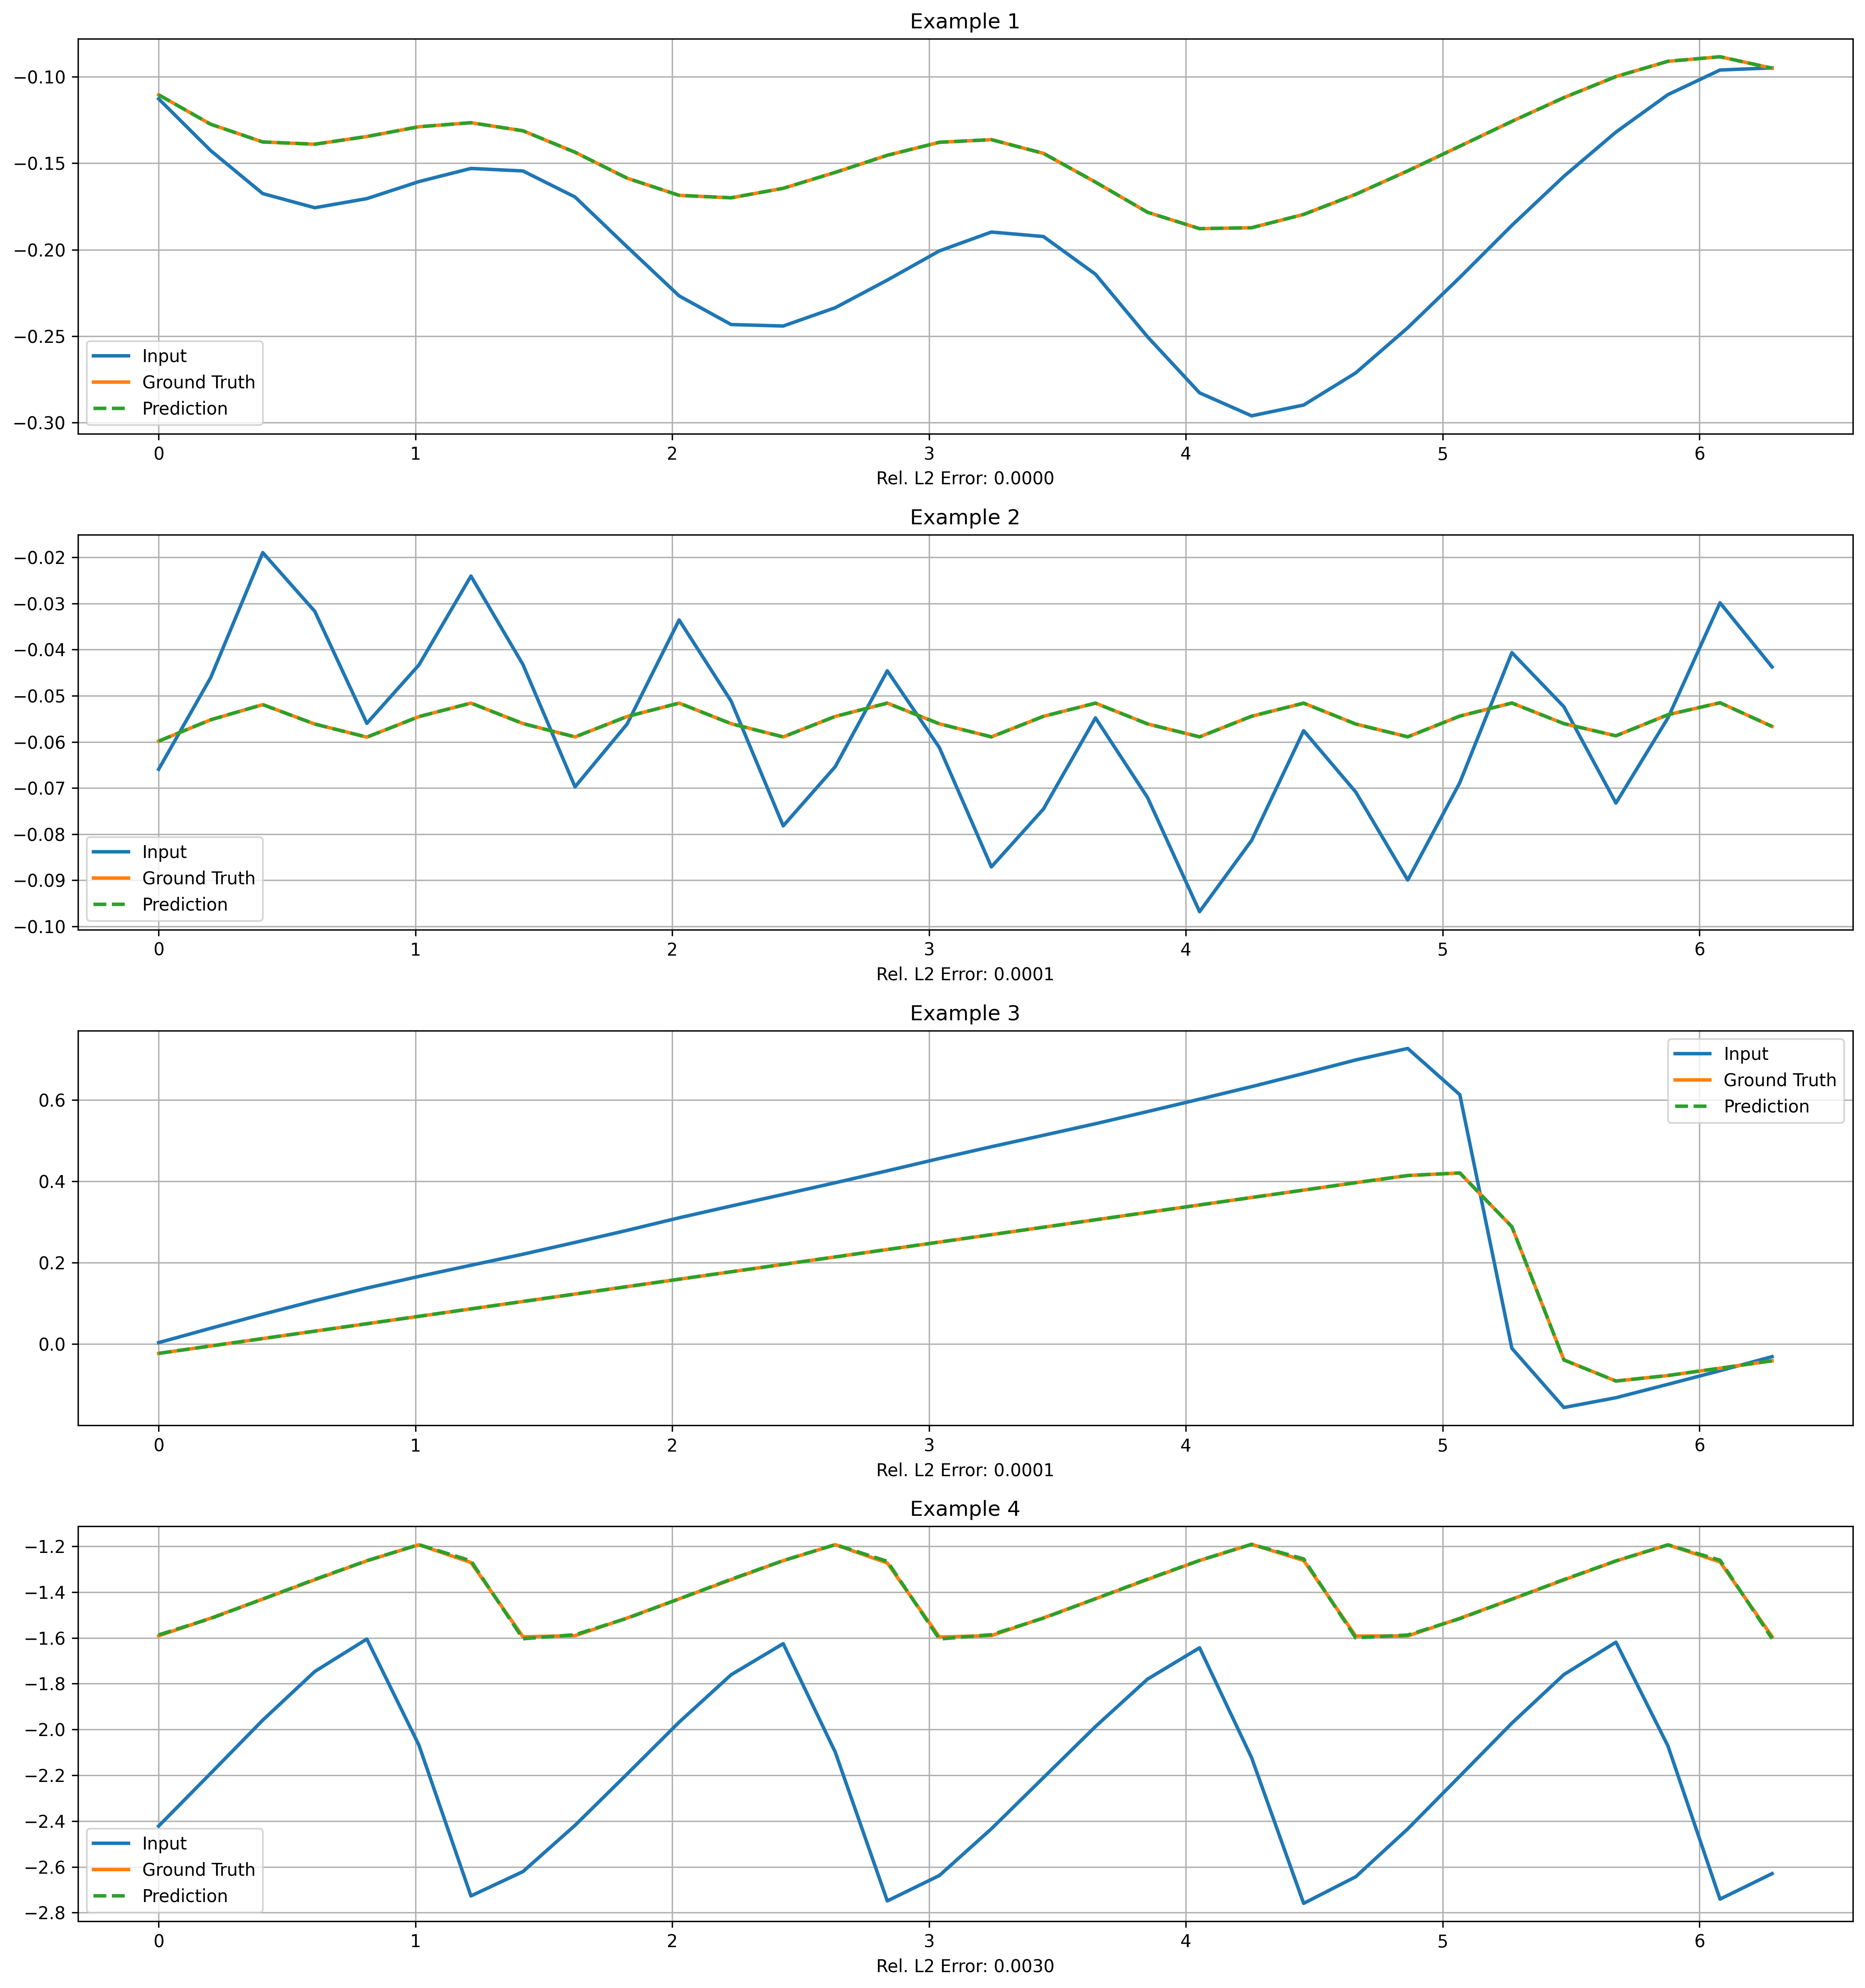 Example 1
−0.10
−0.15
−0.20
−0.25
−0.30
Input
Ground Truth
Prediction
0 1 2 3 4 5 6
Rel. L2 Error: 0.0000
Example 2
−0.02
−0.03
−0.04
−0.05
−0.06
−0.07
−0.08
−0.09
−0.10
Input
Ground Truth
Prediction
0 1 2 3 4 5 6
Rel. L2 Error: 0.0001
Example 3
0.6
0.4
0.2
0.0
Input
Ground Truth
Prediction
0 1 2 3 4 5 6
Rel. L2 Error: 0.0001
Example 4
−1.2
−1.4
−1.6
−1.8
−2.0
−2.2
−2.4
−2.6
−2.8
Input
Ground Truth
Prediction
0 1 2 3 4 5 6
Rel. L2 Error: 0.0030